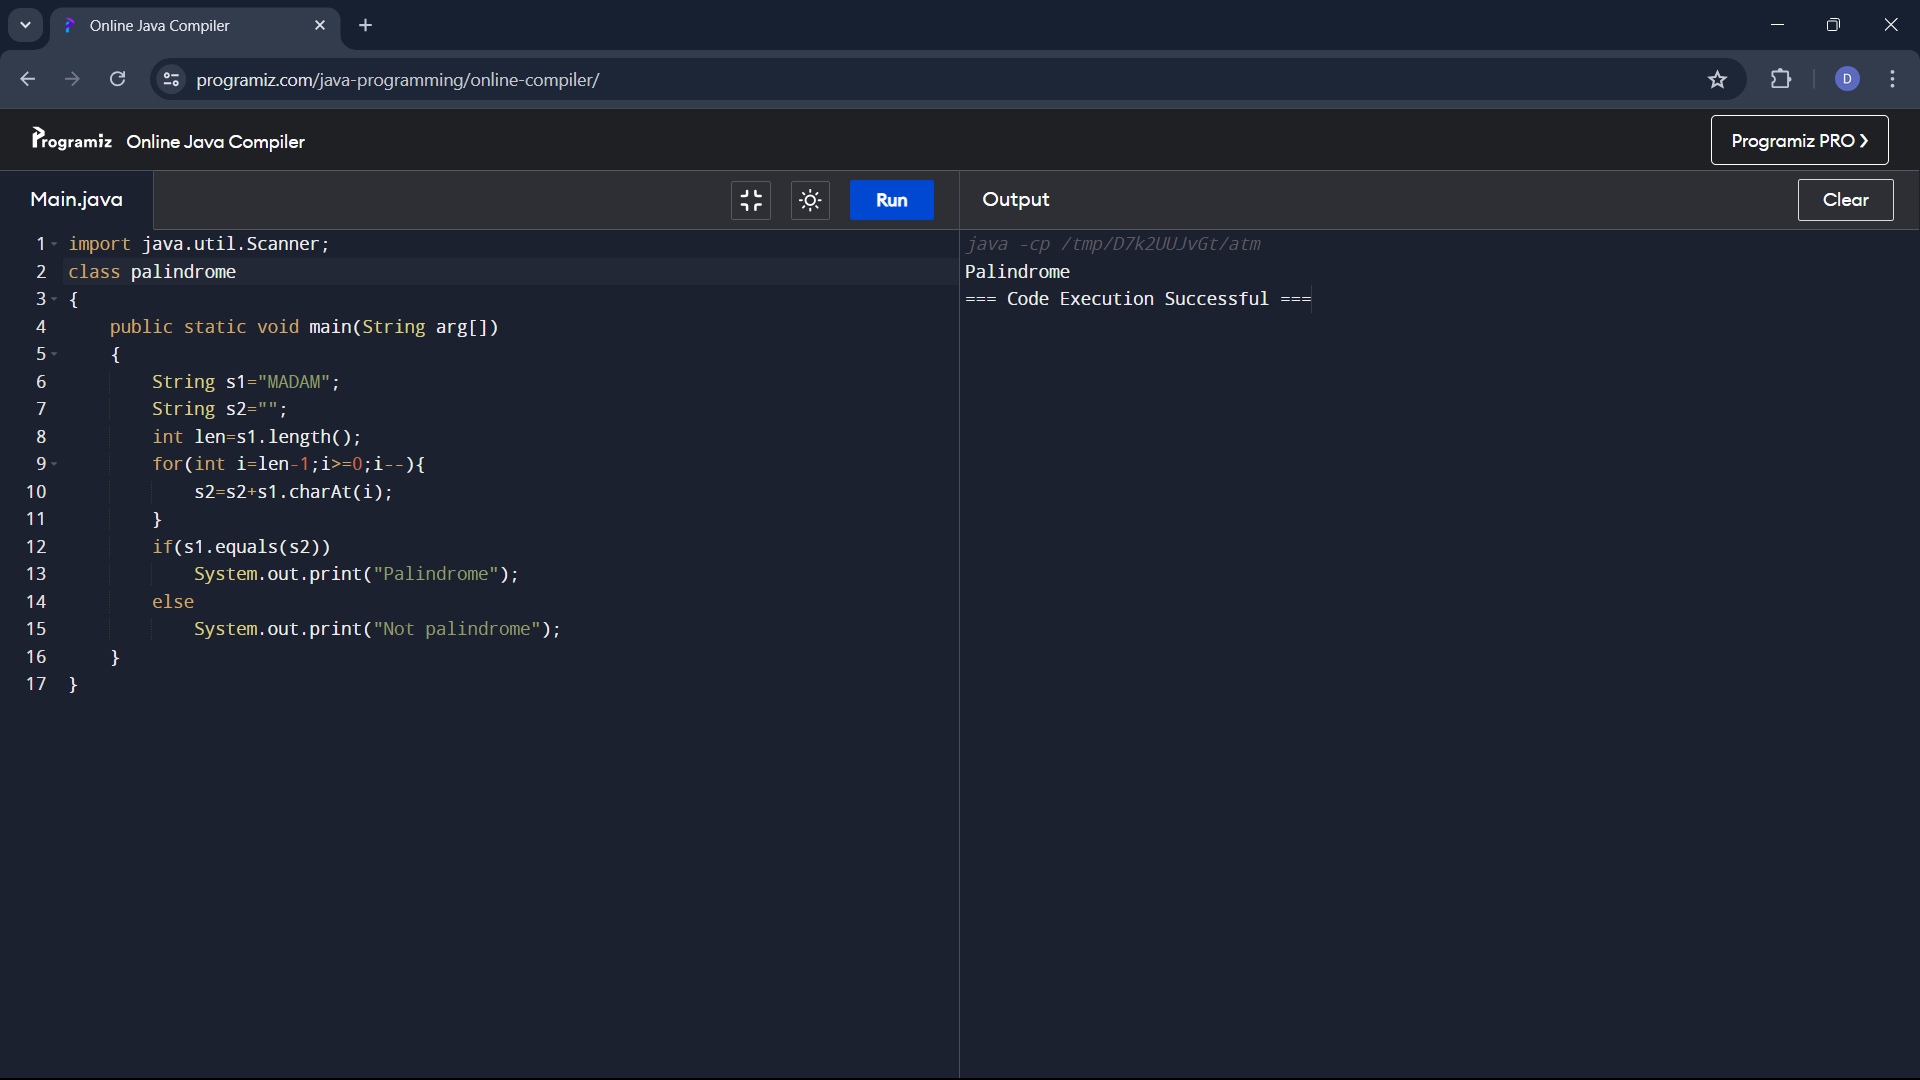 Online Java Compiler
programiz.com/java-programming/online-compiler/
D
Programiz Online Java Compiler
Programiz PRO
Main.java
Run
Output
Clear
1 import java.util.Scanner;
2 class palindrome
3 {
4     public static void main(String arg[])
5     {
6         String s1="MADAM";
7         String s2="";
8         int len=s1.length();
9         for(int i=len-1;i>=0;i--){
10             s2=s2+s1.charAt(i);
11         }
12         if(s1.equals(s2))
13             System.out.print("Palindrome");
14         else
15             System.out.print("Not palindrome");
16     }
17 }
java -cp /tmp/D7k2UUJvGt/atm
Palindrome
=== Code Execution Successful ===